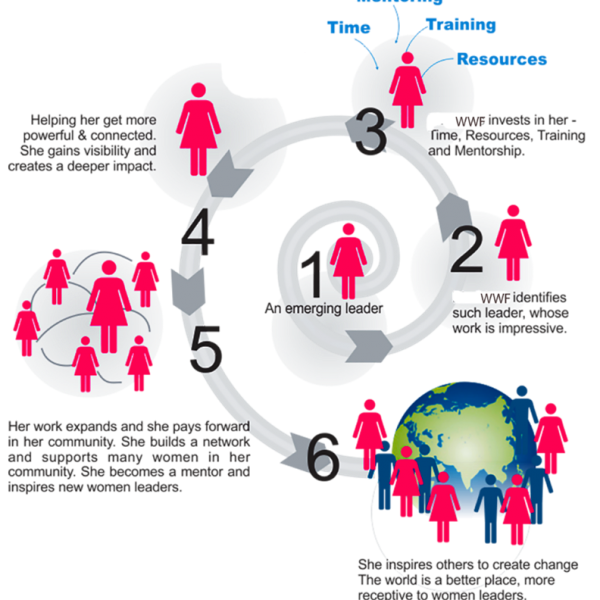 Mentoring
Time
Training
Resources
3
WWF invests in her -
Time, Resources, Training
and Mentorship.
Helping her get more
powerful & connected.
She gains visibility and
creates a deeper impact.
4
2
WWF identifies
such leader, whose
work is impressive.
1
An emerging leader
5
Her work expands and she pays forward
in her community. She builds a network
and supports many women in her
community. She becomes a mentor and
inspires new women leaders.
6
She inspires others to create change
The world is a better place, more
receptive to women leaders.